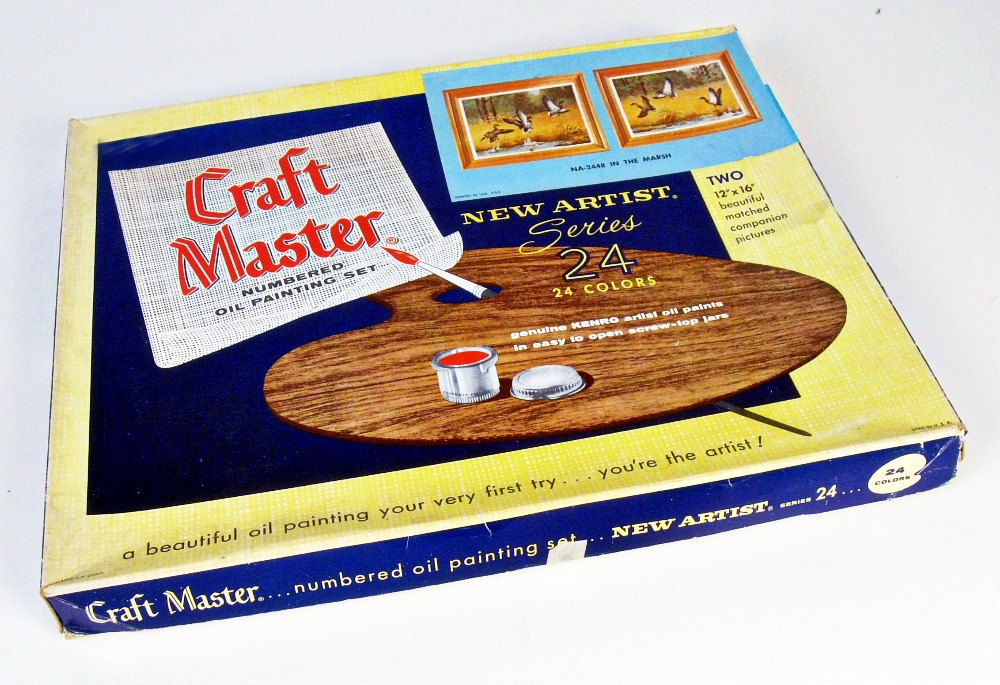 NA-2448 IN THE MARSH
PRINTED IN U.S.A.
Craft
Master®
NUMBERED
OIL PAINTING SET
NEW ARTIST®
Series
24
24 COLORS
TWO
12"x16"
beautiful
matched
companion
pictures
genuine KENRO artist oil paints
in easy to open screw-top jars
a beautiful oil painting your very first try...you're the artist!
Craft Master®...numbered oil painting set... NEW ARTIST® SERIES 24...
24
COLORS